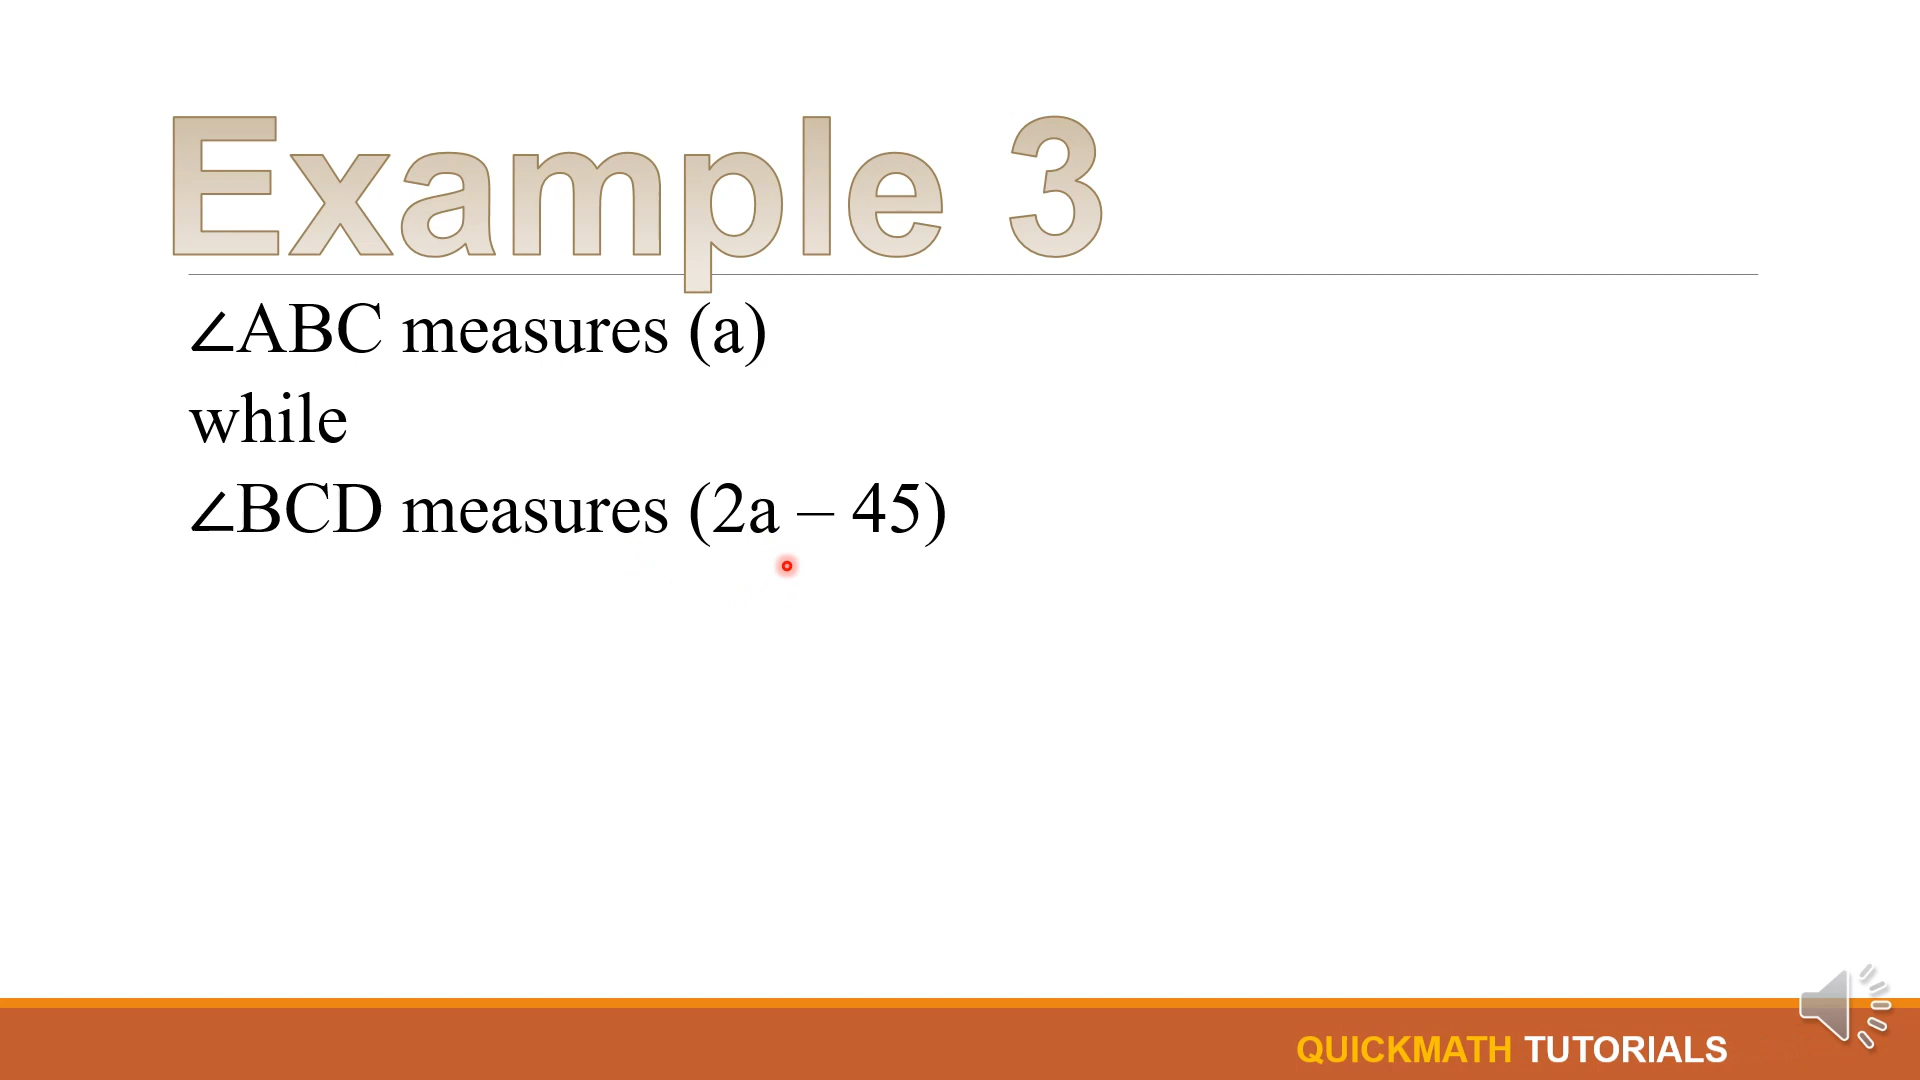 Example 3
∠ABC measures (a)
while
∠BCD measures (2a – 45)
QUICKMATH TUTORIALS